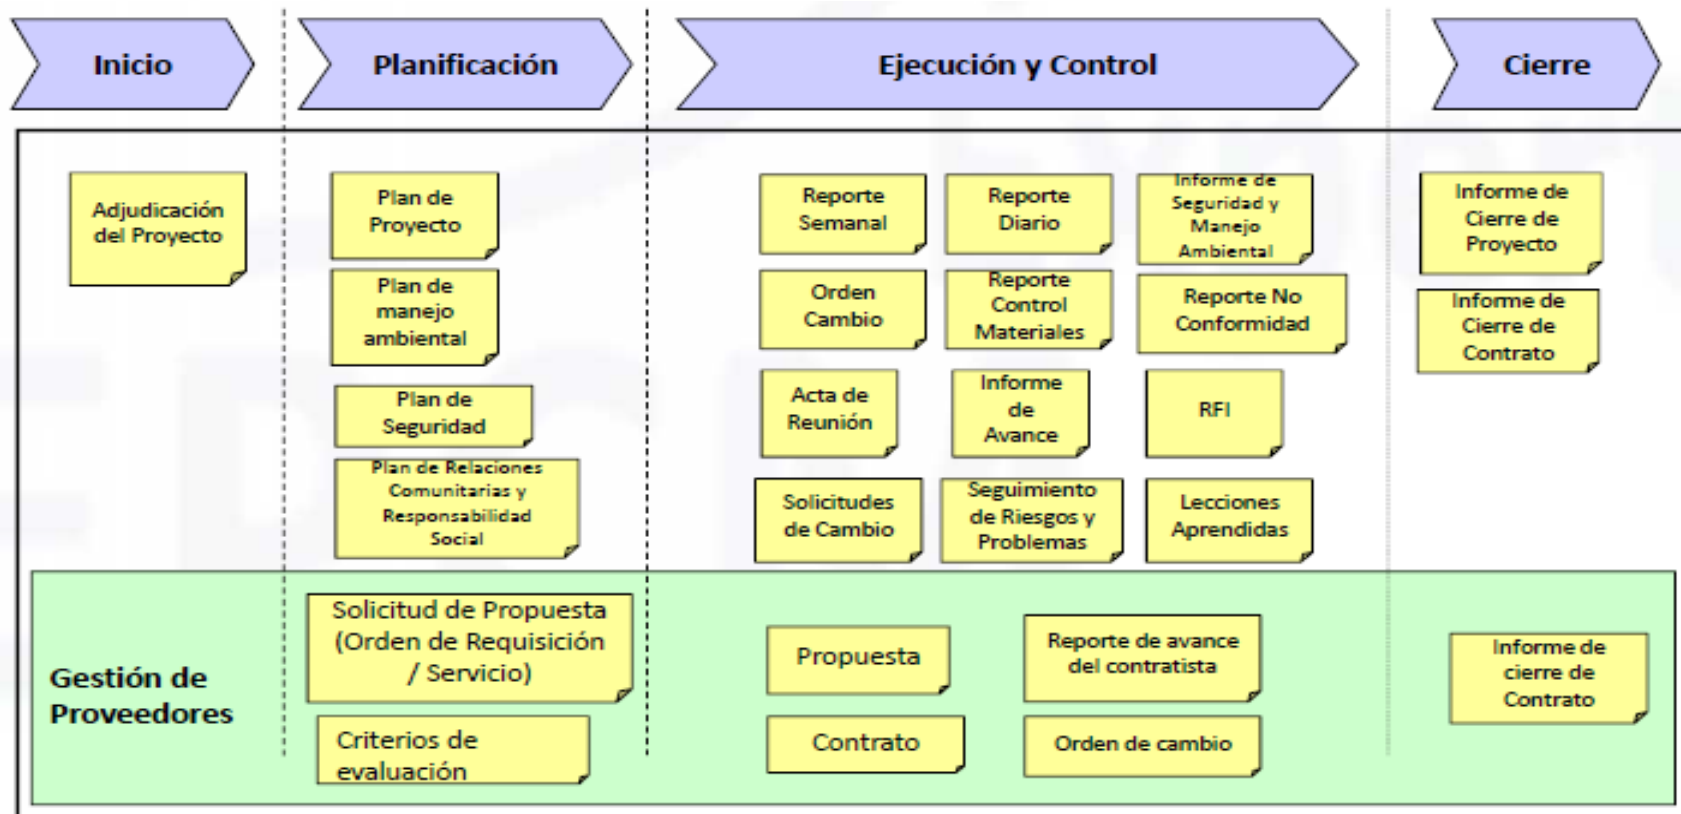 Inicio
Planificación
Ejecución y Control
Cierre
Adjudicación
del Proyecto
Plan de
Proyecto
Plan de
manejo
ambiental
Plan de
Seguridad
Plan de Relaciones
Comunitarias y
Responsabilidad
Social
Reporte
Semanal
Reporte
Diario
Informe de
Seguridad y
Manejo
Ambiental
Orden
Cambio
Reporte
Control
Materiales
Reporte No
Conformidad
Acta de
Reunión
Informe
de
Avance
RFI
Solicitudes
de Cambio
Seguimiento
de Riesgos y
Problemas
Lecciones
Aprendidas
Informe de
Cierre de
Proyecto
Informe de
Cierre de
Contrato
Gestión de
Proveedores
Solicitud de Propuesta
(Orden de Requisición
/ Servicio)
Criterios de
evaluación
Propuesta
Reporte de avance
del contratista
Contrato
Orden de cambio
Informe de
cierre de
Contrato